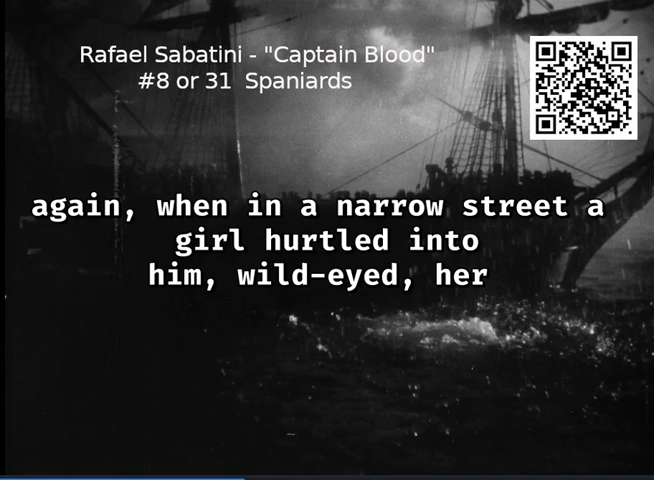 Rafael Sabatini - "Captain Blood"
#8 or 31 Spaniards
again, when in a narrow street a
girl hurtled into
him, wild-eyed, her